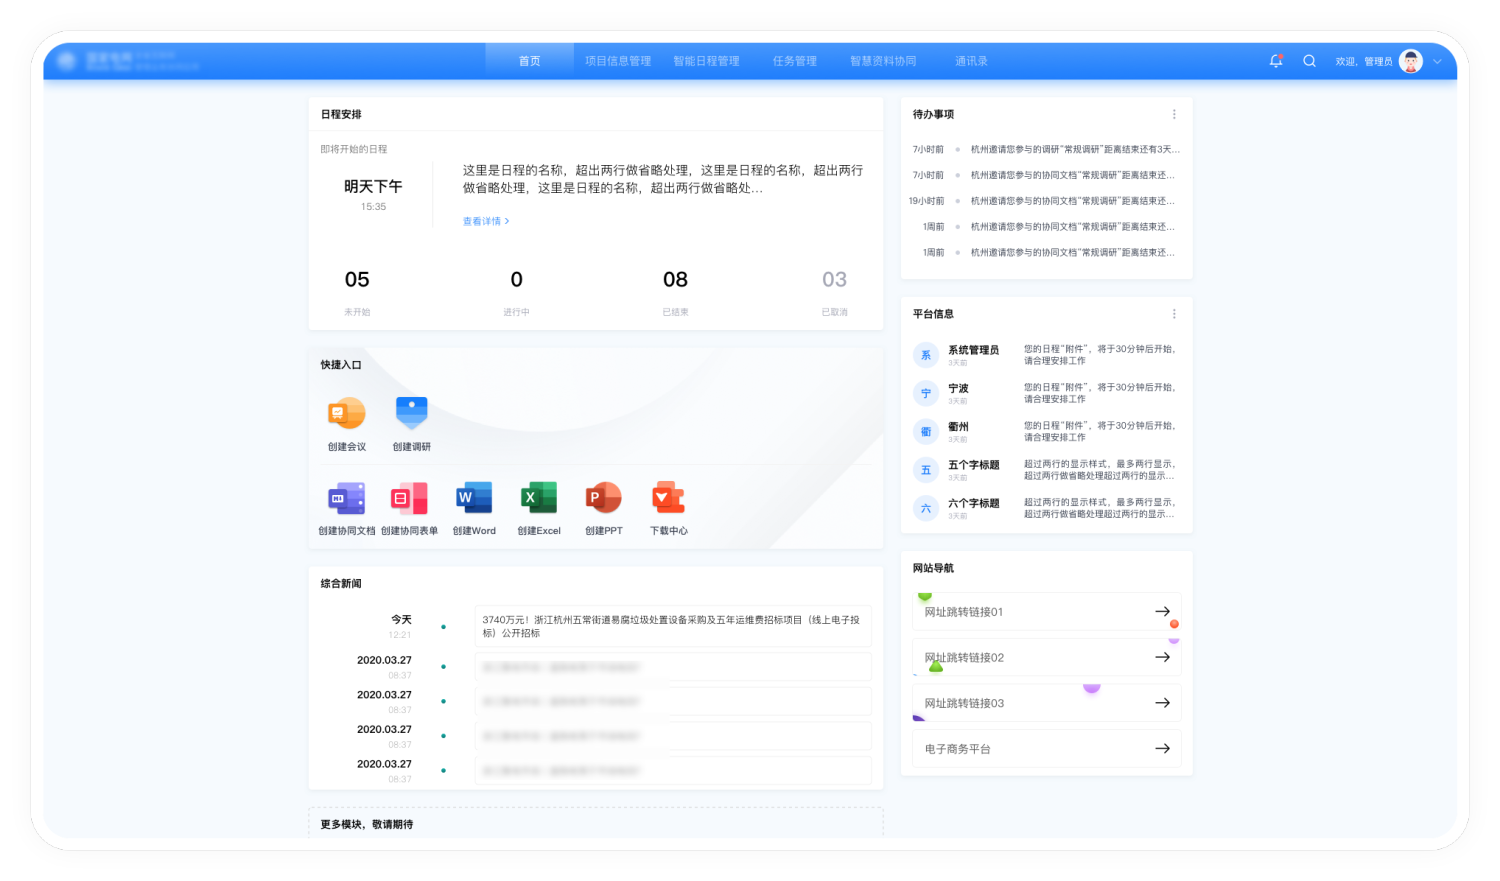 首页
项目信息管理
智能日程管理
任务管理
智慧资料协同
通讯录
欢迎, 管理员
日程安排
即将开始的日程
明天下午
15:35
这里是日程的名称，超出两行做省略处理，这里是日程的名称，超出两行
做省略处理，这里是日程的名称，超出两行做省略处...
查看详情
05
未开始
0
进行中
08
已结束
03
已取消
快捷入口
创建会议
创建调研
创建协同文档
创建协同表单
W
创建Word
X
创建Excel
P
创建PPT
下载中心
综合新闻
今天
12:21
3740万元！浙江杭州五常街道易腐垃圾处置设备采购及五年运维费招标项目（线上电子投
标）公开招标
2020.03.27
08:37
2020.03.27
08:37
2020.03.27
08:37
2020.03.27
08:37
更多模块，敬请期待
待办事项
7小时前
杭州邀请您参与的调研“常规调研”距离结束还有3天...
7小时前
杭州邀请您参与的协同文档“常规调研”距离结束还...
19小时前
杭州邀请您参与的协同文档“常规调研”距离结束还...
1周前
杭州邀请您参与的协同文档“常规调研”距离结束还...
1周前
杭州邀请您参与的协同文档“常规调研”距离结束还...
平台信息
系
系统管理员
3天前
您的日程“附件”，将于30分钟后开始，
请合理安排工作
宁
宁波
3天前
您的日程“附件”，将于30分钟后开始，
请合理安排工作
衢
衢州
3天前
您的日程“附件”，将于30分钟后开始，
请合理安排工作
五
五个字标题
3天前
超过两行的显示样式，最多两行显示，
超过两行做省略处理超过两行的显示...
六
六个字标题
3天前
超过两行的显示样式，最多两行显示，
超过两行做省略处理超过两行的显示...
网站导航
网址跳转链接01
网址跳转链接02
网址跳转链接03
电子商务平台